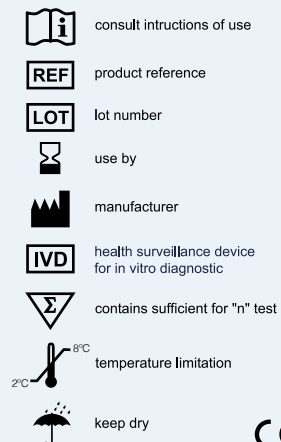 i
consult intructions of use
REF
product reference
LOT
lot number
use by
manufacturer
IVD
health surveillance device
for in vitro diagnostic
Σ
contains sufficient for "n" test
8°C
temperature limitation
2°C
keep dry